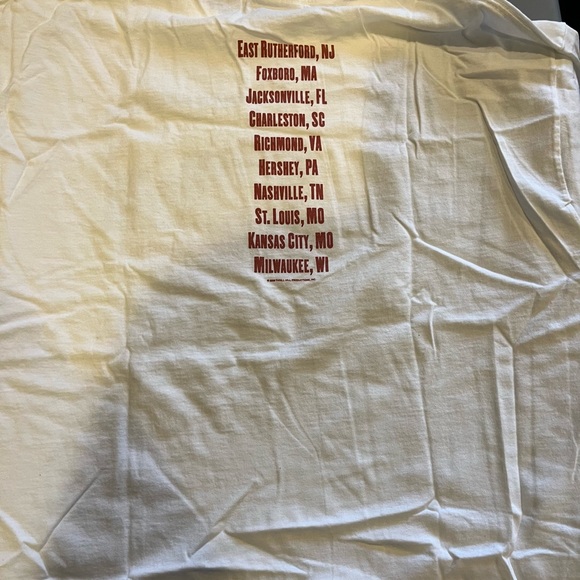 East Rutherford, NJ
Foxboro, MA
Jacksonville, FL
Charleston, SC
Richmond, VA
Hershey, PA
Nashville, TN
St. Louis, MO
Kansas City, MO
Milwaukee, WI